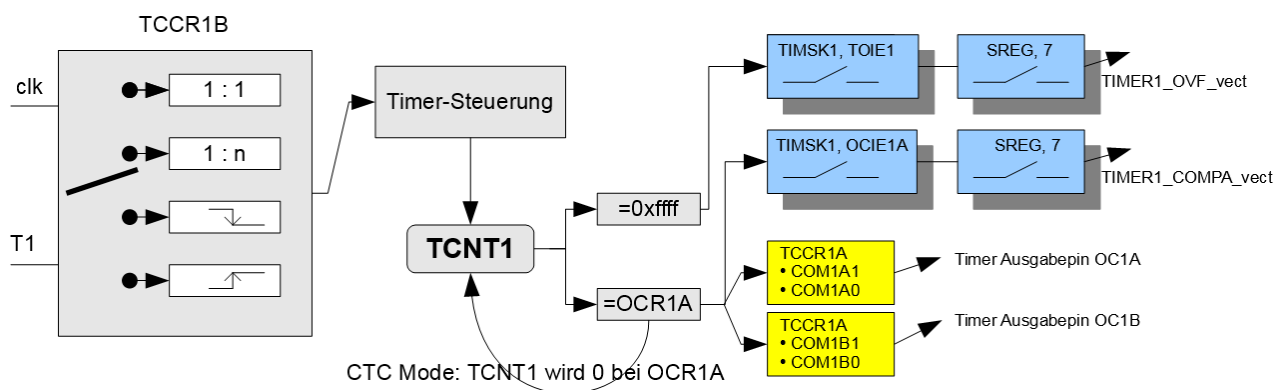 TCCR1B
clk
1 : 1
1 : n
T1
Timer-Steuerung
TCNT1
=0xffff
=OCR1A
CTC Mode: TCNT1 wird 0 bei OCR1A
TIMSK1, TOIE1
SREG, 7
TIMER1_OVF_vect
TIMSK1, OCIE1A
SREG, 7
TIMER1_COMPA_vect
TCCR1A
• COM1A1
• COM1A0
Timer Ausgabepin OC1A
TCCR1A
• COM1B1
• COM1B0
Timer Ausgabepin OC1B